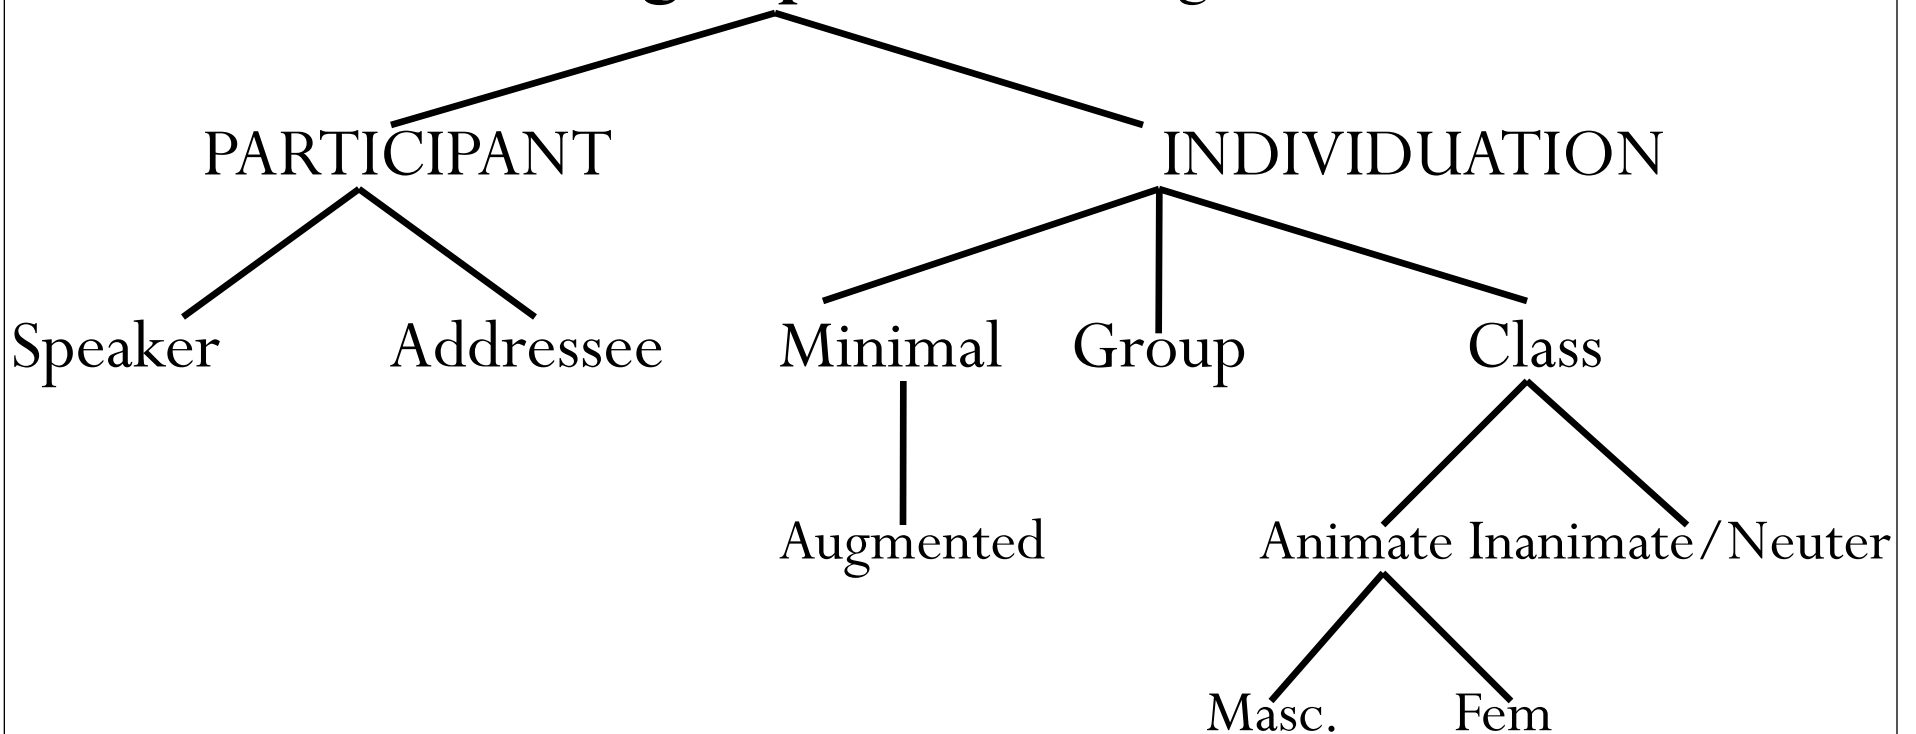 PARTICIPANT INDIVIDUATION
Speaker Addressee Minimal Group Class
Augmented Animate Inanimate/Neuter
Masc. Fem